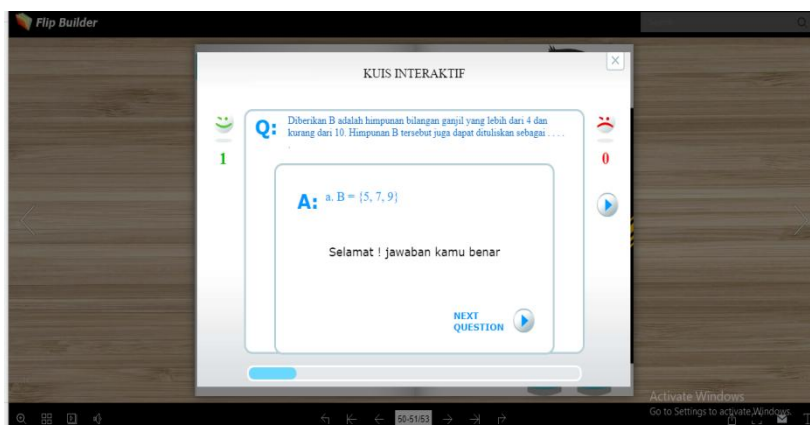 Flip Builder
KUIS INTERAKTIF
Q: Diberikan B adalah himpunan bilangan ganjil yang lebih dari 4 dan
kurang dari 10. Himpunan B tersebut juga dapat dituliskan sebagai . . . .
.
1
0
A: a. B = {5, 7, 9}
Selamat ! jawaban kamu benar
NEXT
QUESTION
Activate Windows
Go to Settings to activate Windows.
50-51/53